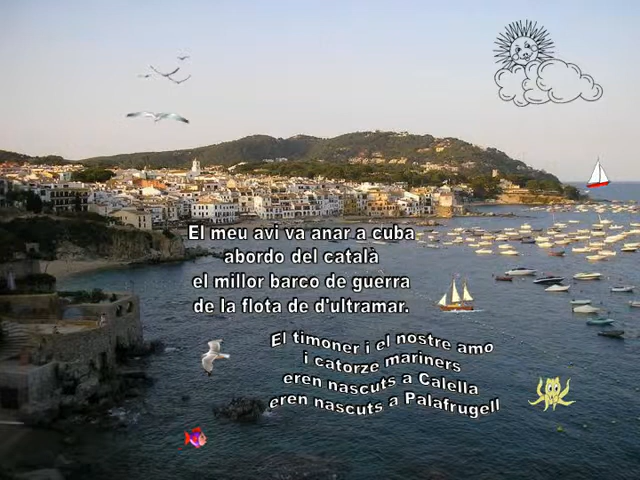 El meu avi va anar a cuba
abordo del català
el millor barco de guerra
de la flota de d'ultramar.
El timoner i el nostre amo
i catorze mariners
eren nascuts a Calella
eren nascuts a Palafrugell